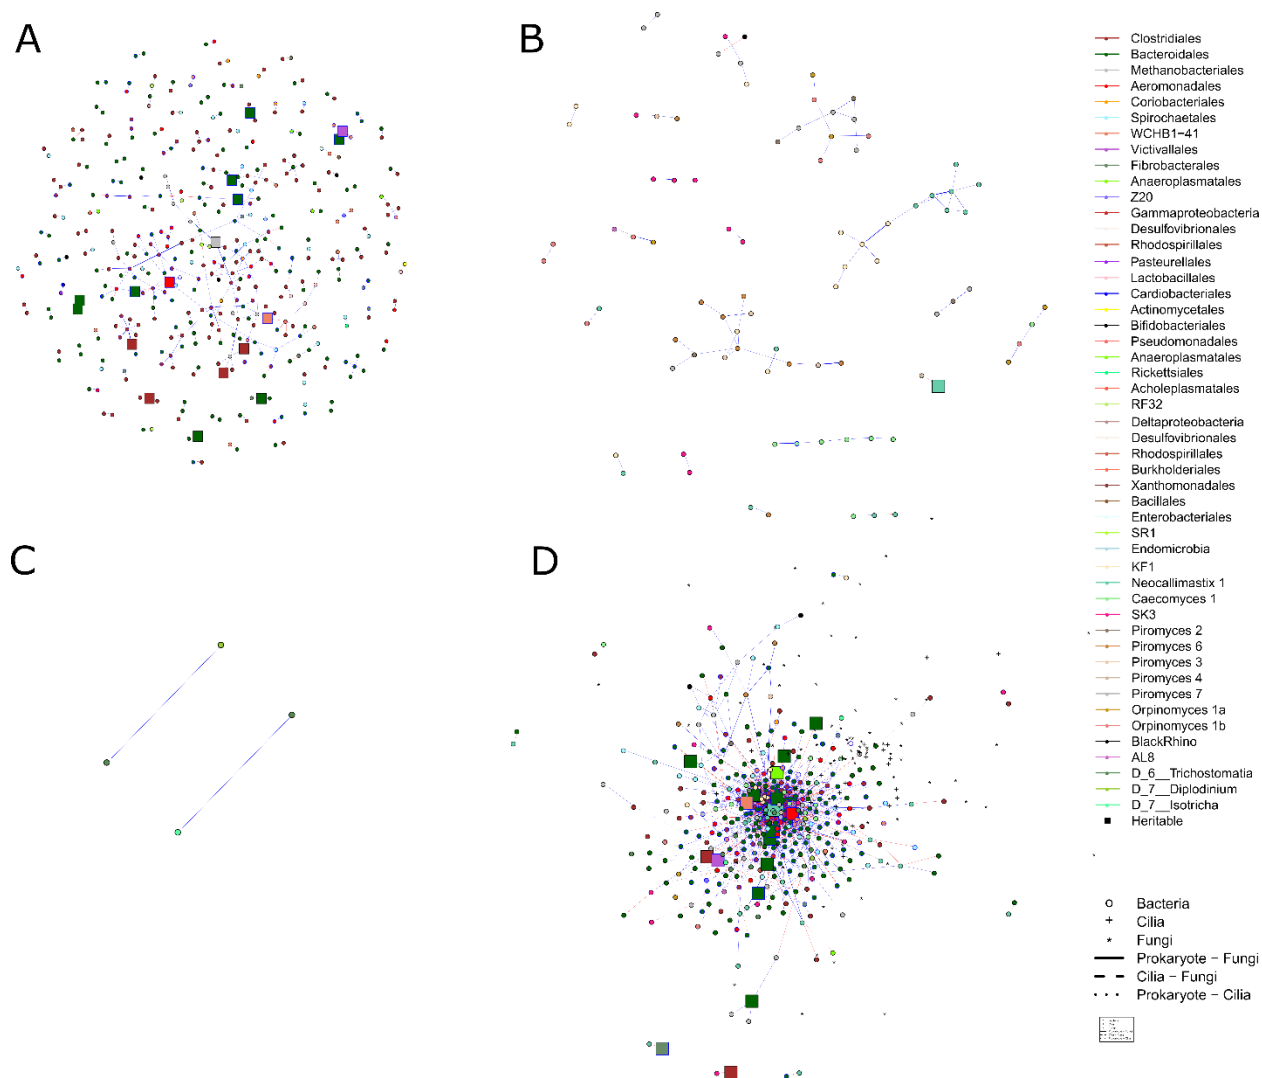 A
B
C
D
Clostridiales
Bacteroidales
Methanobacteriales
Aeromonadales
Coriobacteriales
Spirochaetales
WCHB1−41
Victivallales
Fibrobacterales
Anaeroplasmatales
Z20
Gammaproteobacteria
Desulfovibrionales
Rhodospirillales
Pasteurellales
Lactobacillales
Cardiobacteriales
Actinomycetales
Bifidobacteriales
Pseudomonadales
Anaeroplasmatales
Rickettsiales
Acholeplasmatales
RF32
Deltaproteobacteria
Desulfovibrionales
Rhodospirillales
Burkholderiales
Xanthomonadales
Bacillales
Enterobacteriales
SR1
Endomicrobia
KF1
Neocallimastix 1
Caecomyces 1
SK3
Piromyces 2
Piromyces 6
Piromyces 3
Piromyces 4
Piromyces 7
Orpinomyces 1a
Orpinomyces 1b
BlackRhino
AL8
D_6__Trichostomatia
D_7__Diplodinium
D_7__Isotricha
Heritable
Bacteria
Cilia
Fungi
Prokaryote − Fungi
Cilia − Fungi
Prokaryote − Cilia